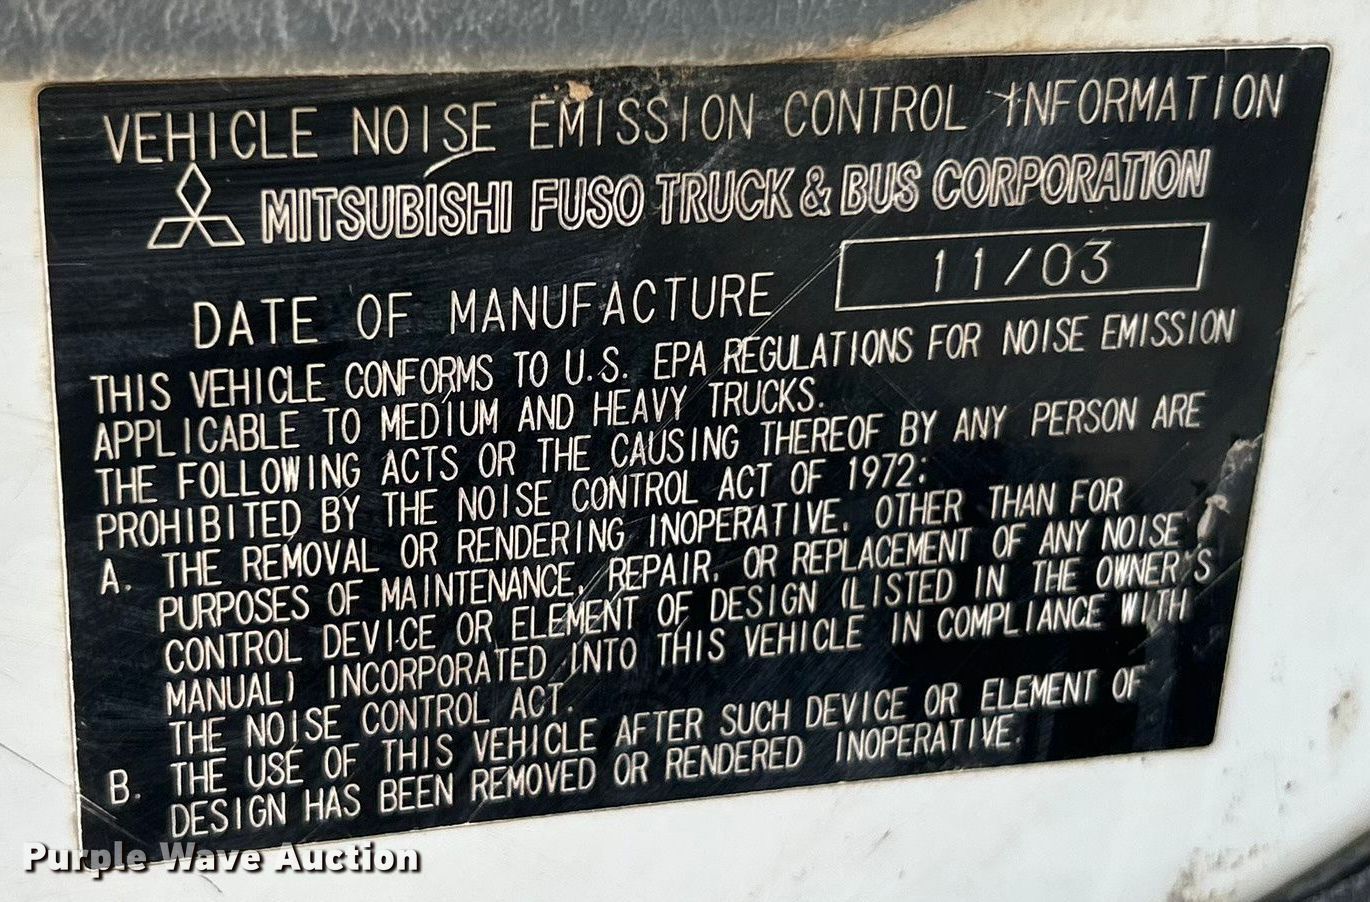 VEHICLE NOISE EMISSION CONTROL INFORMATION
MITSUBISHI FUSO TRUCK & BUS CORPORATION
DATE OF MANUFACTURE 11/03
THIS VEHICLE CONFORMS TO U.S. EPA REGULATIONS FOR NOISE EMISSION
APPLICABLE TO MEDIUM AND HEAVY TRUCKS.
THE FOLLOWING ACTS OR THE CAUSING THEREOF BY ANY PERSON ARE
PROHIBITED BY THE NOISE CONTROL ACT OF 1972:
A. THE REMOVAL OR RENDERING INOPERATIVE, OTHER THAN FOR
PURPOSES OF MAINTENANCE, REPAIR, OR REPLACEMENT OF ANY NOISE
CONTROL DEVICE OR ELEMENT OF DESIGN (LISTED IN THE OWNER'S
MANUAL) INCORPORATED INTO THIS VEHICLE IN COMPLIANCE WITH
THE NOISE CONTROL ACT.
B. THE USE OF THIS VEHICLE AFTER SUCH DEVICE OR ELEMENT OF
DESIGN HAS BEEN REMOVED OR RENDERED INOPERATIVE.
Purple Wave Auction